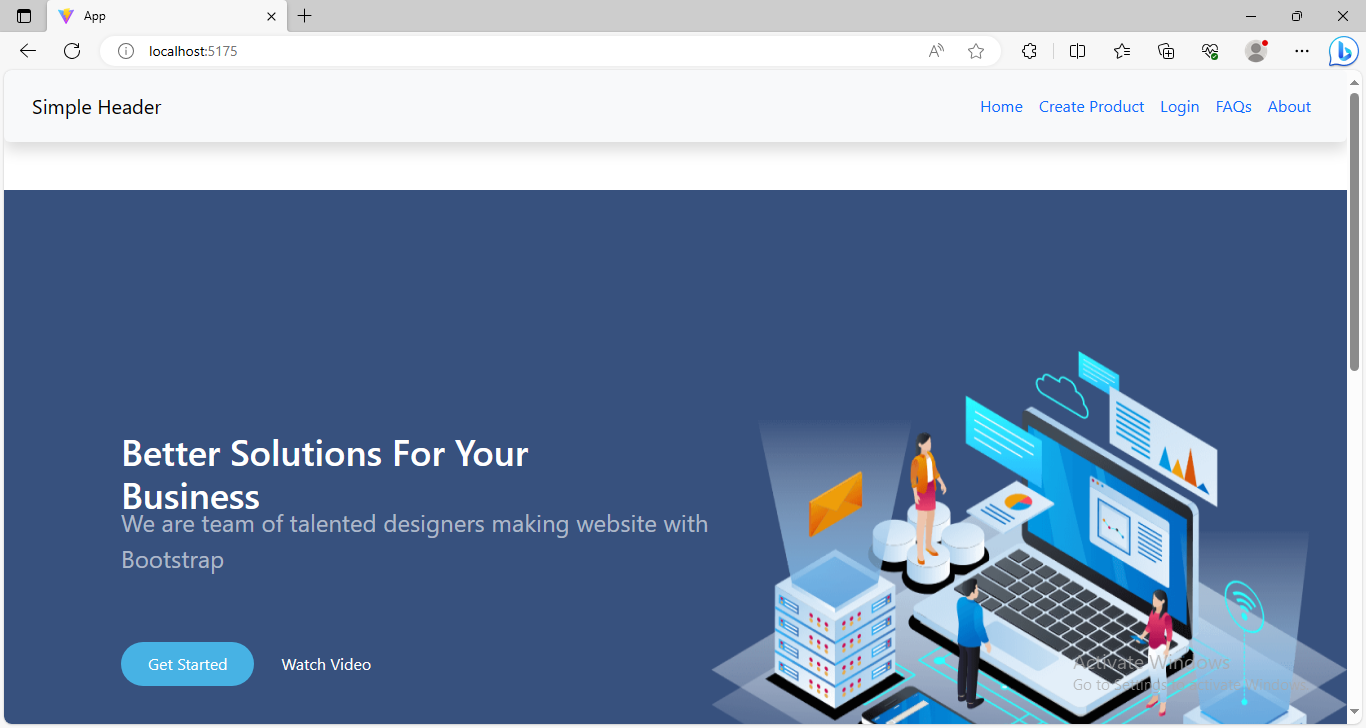 App
localhost:5175
Simple Header
Home Create Product Login FAQs About
Better Solutions For Your
Business
We are team of talented designers making website with
Bootstrap
Get Started Watch Video
Activate Windows
Go to Settings to activate Windows.